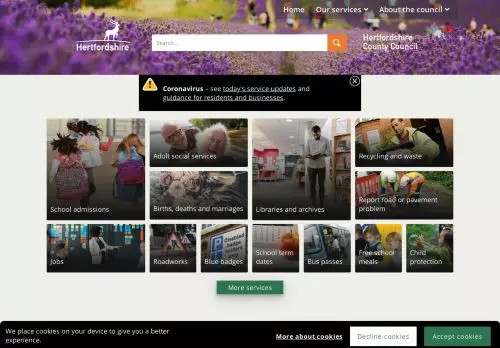 Home Our services About the council
Hertfordshire
Search...
Hertfordshire
County Council
Coronavirus – see today's service updates and
guidance for residents and businesses.
School admissions
Adult social services
Births, deaths and marriages
Libraries and archives
Recycling and waste
Report road or pavement
problem
Jobs
Roadworks
Disabled
badge
holders
Blue badges
School term
dates
Bus passes
Free school
meals
Child
protection
More services
We place cookies on your device to give you a better
experience.
More about cookies
Decline cookies
Accept cookies